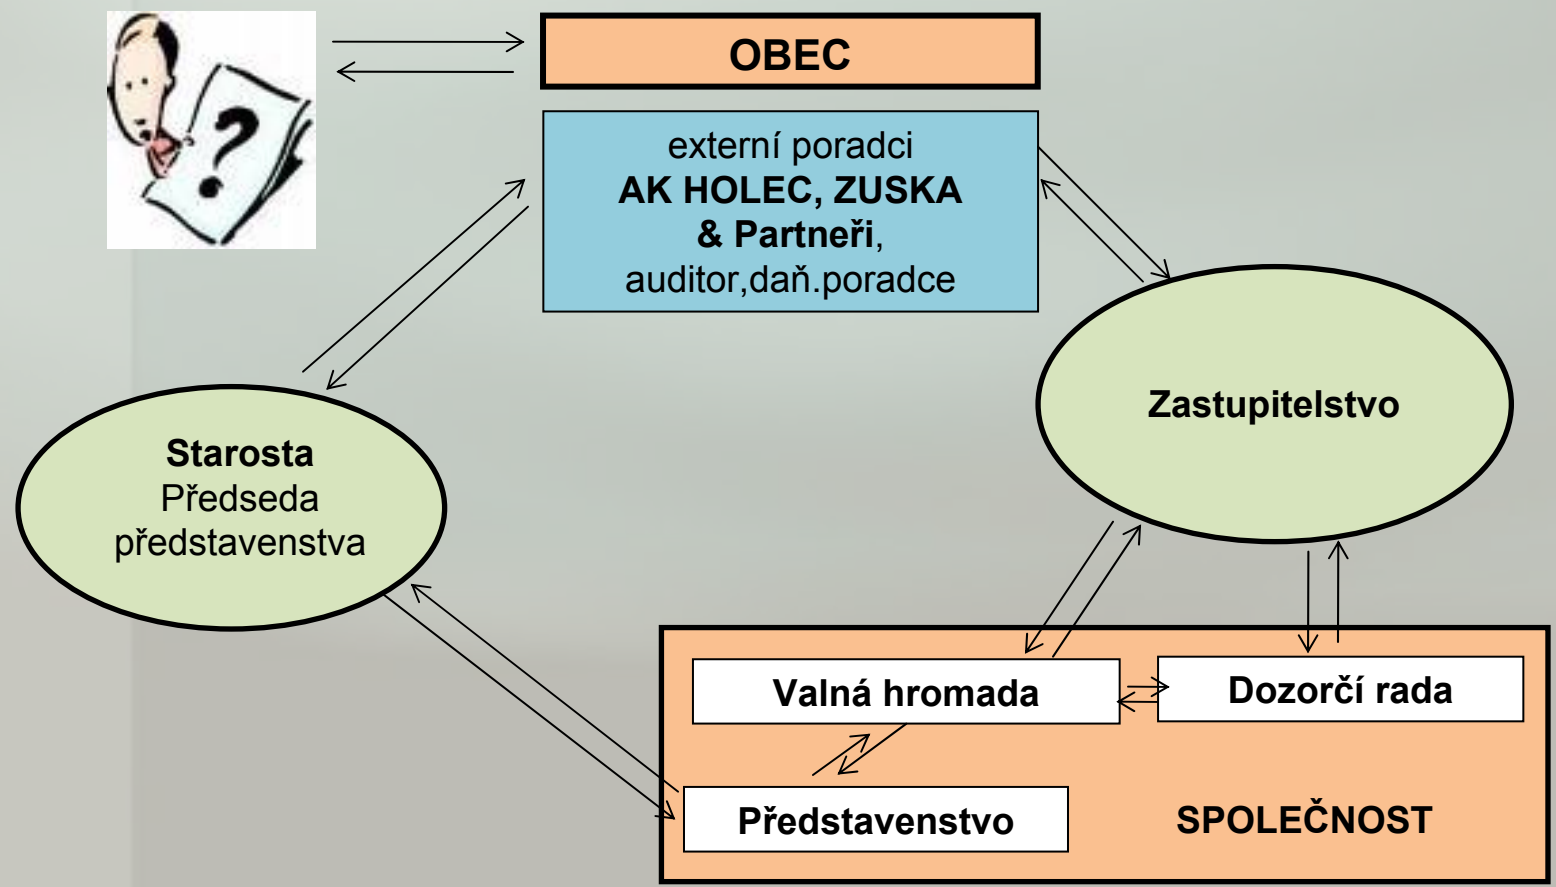 OBEC
?
externí poradci
AK HOLEC, ZUSKA
& Partneři,
auditor,daň.poradce
Zastupitelstvo
Starosta
Předseda
představenstva
Valná hromada
Dozorčí rada
Představenstvo
SPOLEČNOST